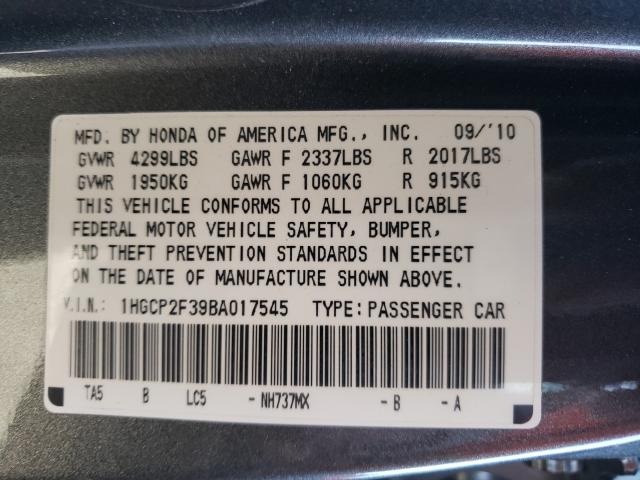 MFD. BY HONDA OF AMERICA MFG., INC. 09/'10
GVWR 4299LBS GAWR F 2337LBS R 2017LBS
GVWR 1950KG GAWR F 1060KG R 915KG
THIS VEHICLE CONFORMS TO ALL APPLICABLE
FEDERAL MOTOR VEHICLE SAFETY, BUMPER,
AND THEFT PREVENTION STANDARDS IN EFFECT
ON THE DATE OF MANUFACTURE SHOWN ABOVE.
V.I.N.: 1HGCP2F39BA017545 TYPE: PASSENGER CAR
TA5 B LC5 - NH737MX - B - A